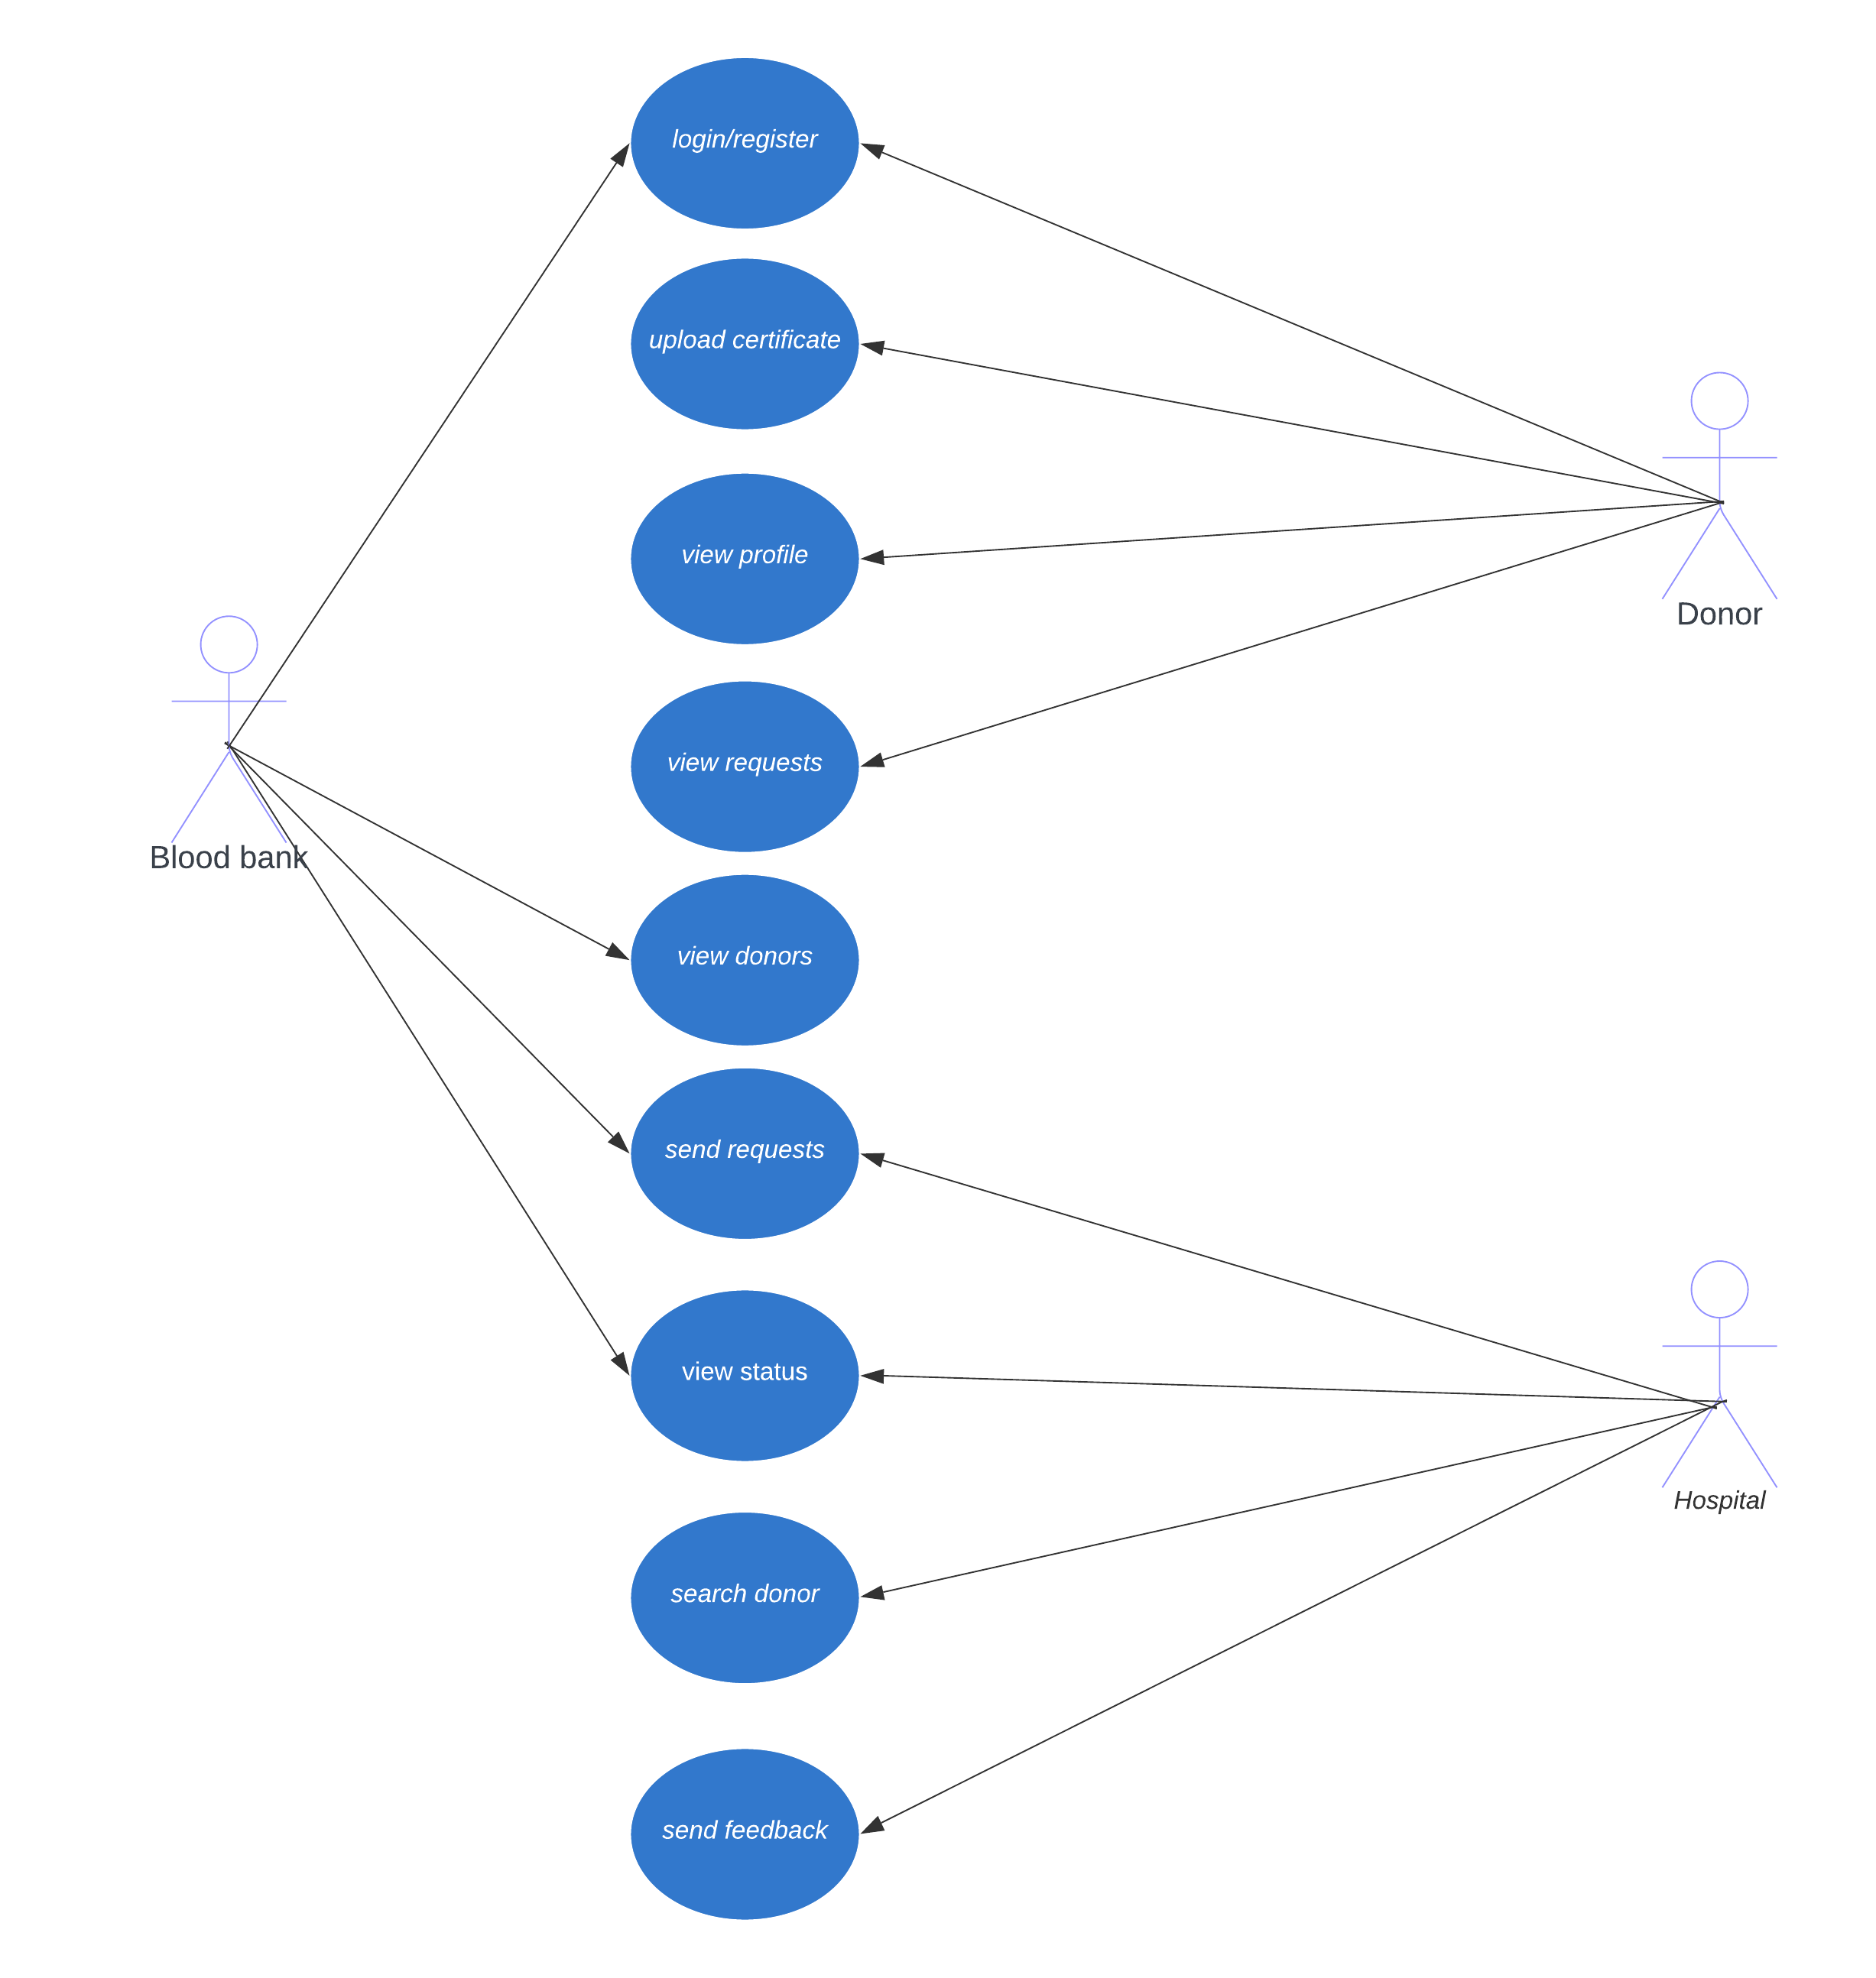 login/register
upload certificate
view profile
Donor
view requests
Blood bank
view donors
send requests
view status
Hospital
search donor
send feedback